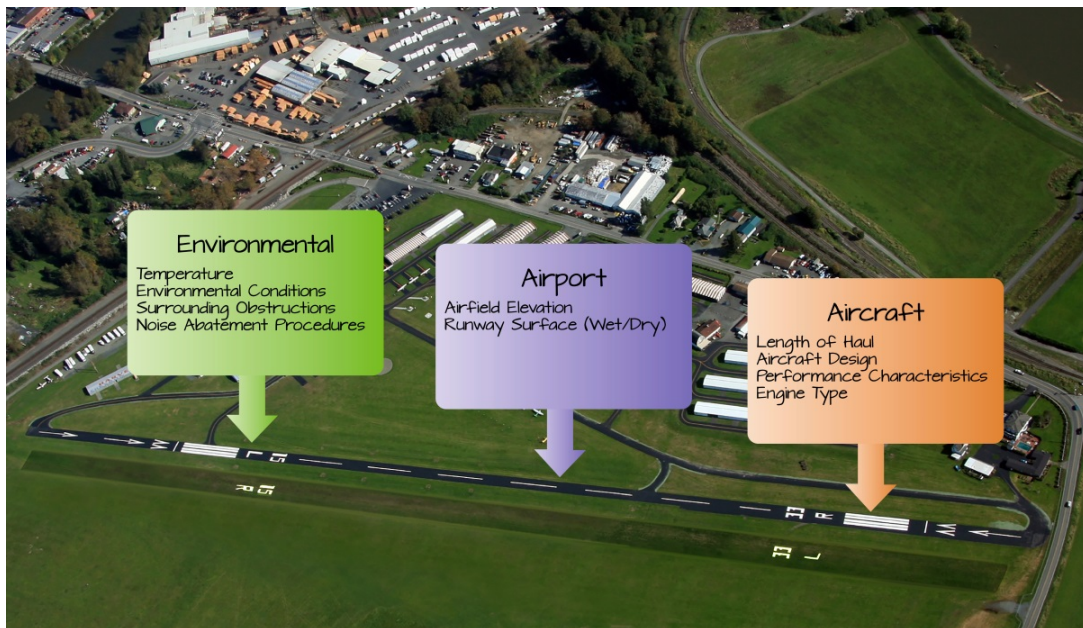 Environmental
Temperature
Environmental Conditions
Surrounding Obstructions
Noise Abatement Procedures
Airport
Airfield Elevation
Runway Surface (Wet/Dry)
Aircraft
Length of Haul
Aircraft Design
Performance Characteristics
Engine Type
15
L
15
R
33
R
33
L